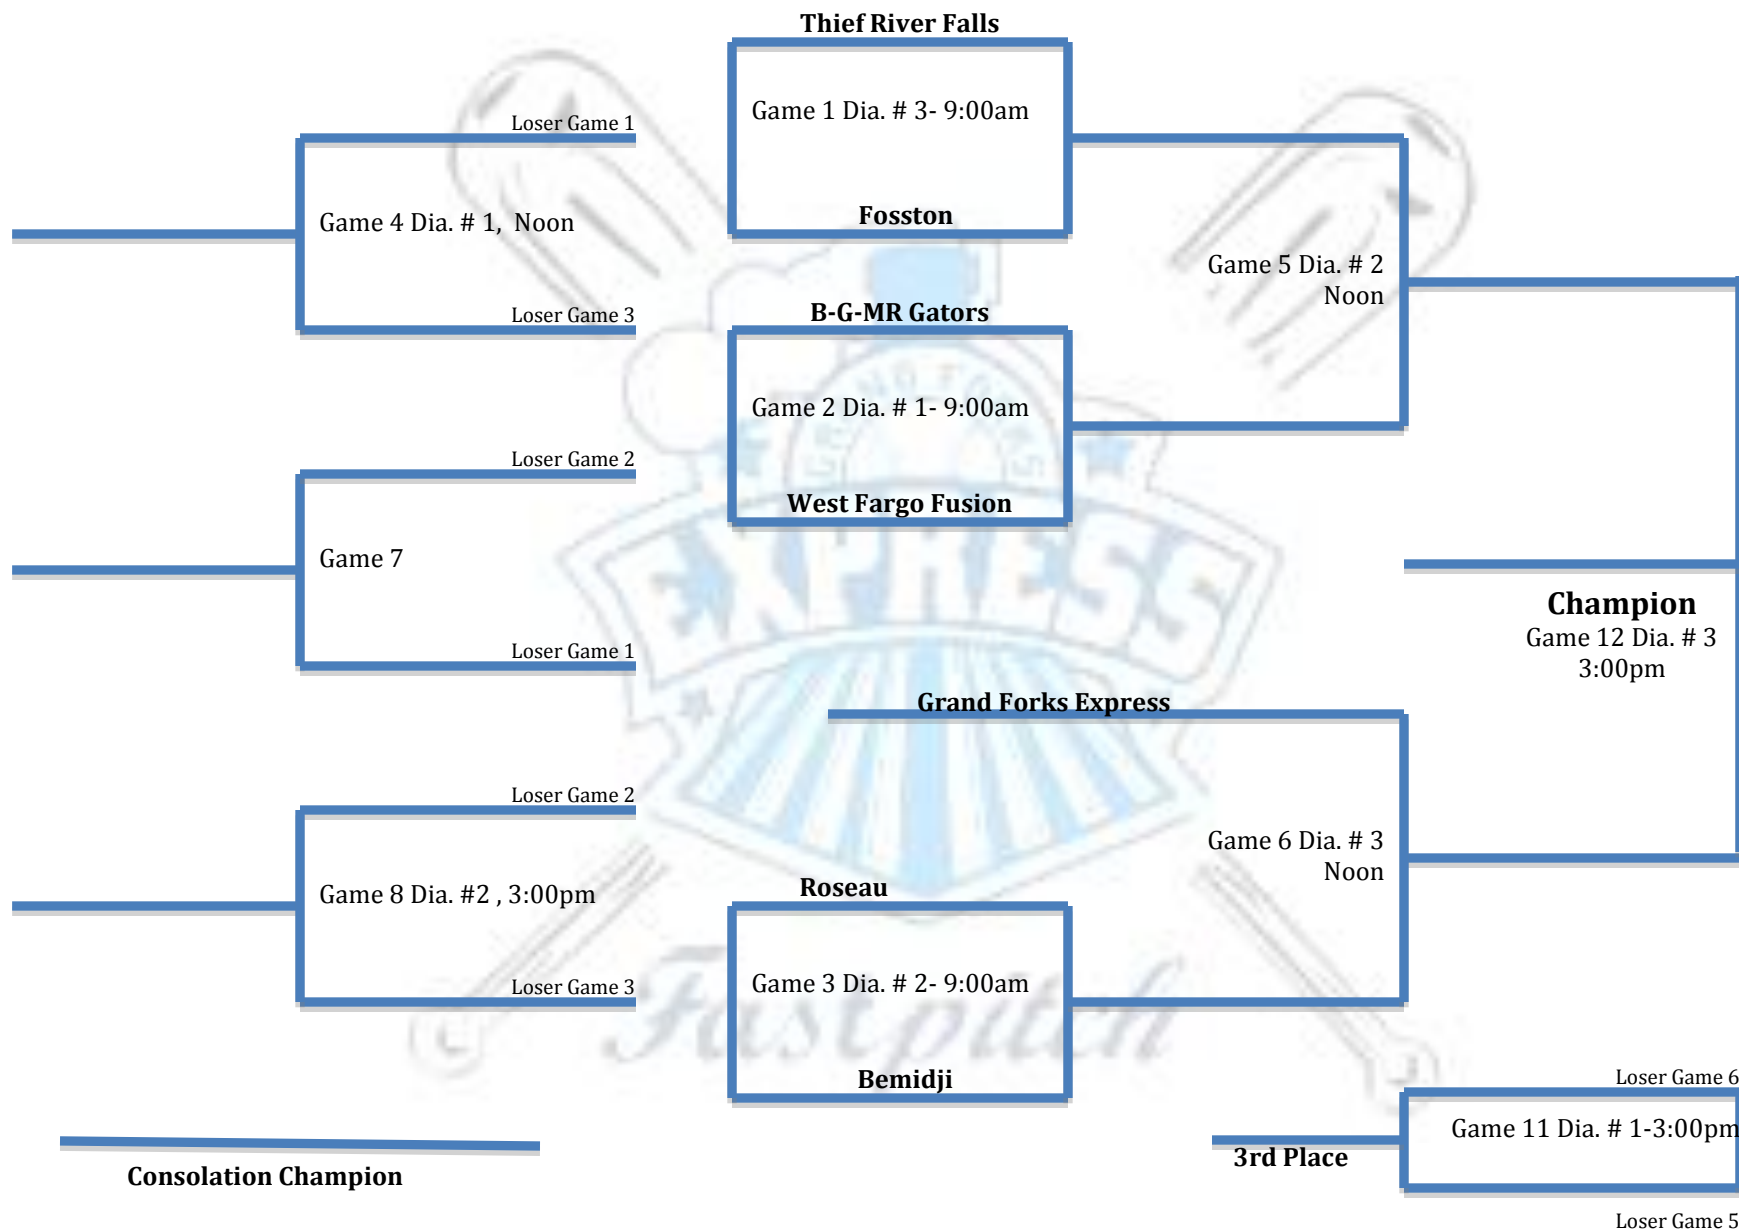 Thief River Falls
Game 1 Dia. # 3- 9:00am
Loser Game 1
Game 4 Dia. # 1,  Noon
Fosston
Game 5 Dia. # 2
Noon
Loser Game 3
B-G-MR Gators
GRAND FORKS
Game 2 Dia. # 1- 9:00am
Loser Game 2
West Fargo Fusion
Game 7
EXPRESS
Champion
Game 12 Dia. # 3
3:00pm
Loser Game 1
Grand Forks Express
Loser Game 2
Game 6 Dia. # 3
Noon
Roseau
Game 8 Dia. #2 , 3:00pm
Loser Game 3
Game 3 Dia. # 2- 9:00am
Fastpitch
Bemidji
Loser Game 6
Game 11 Dia. # 1-3:00pm
3rd Place
Consolation Champion
Loser Game 5